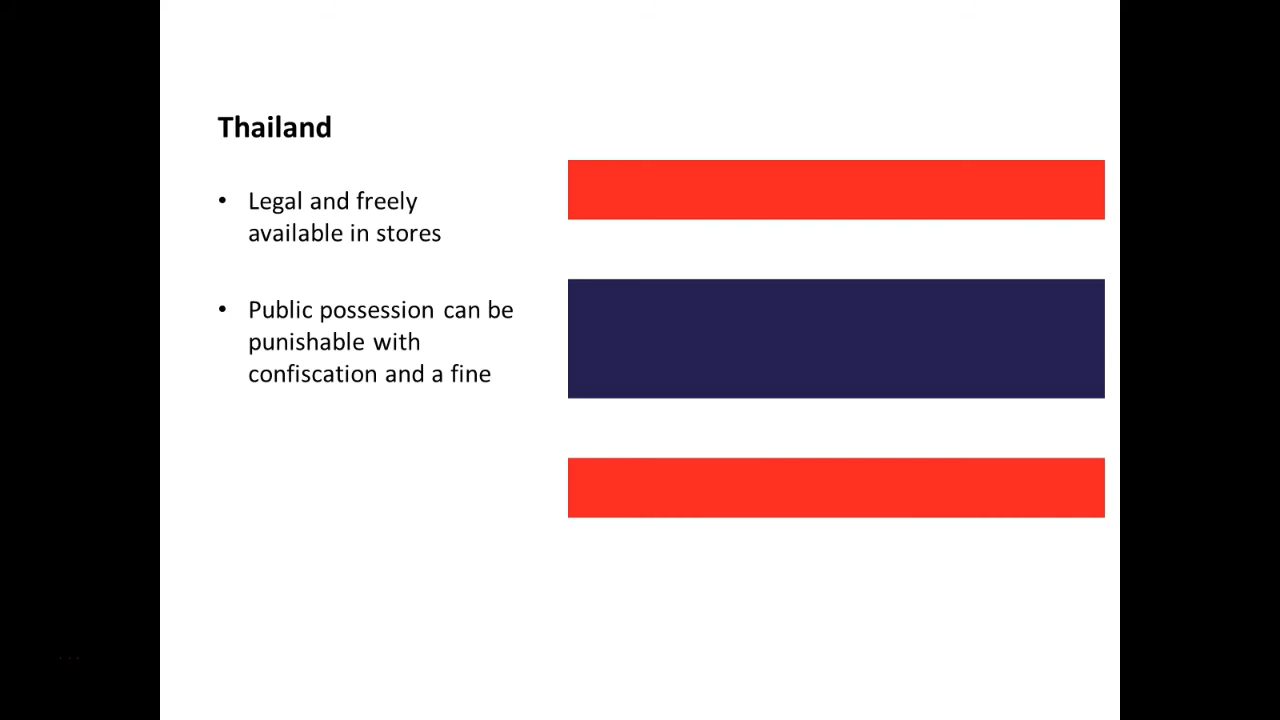 Thailand
• Legal and freely
available in stores
• Public possession can be
punishable with
confiscation and a fine